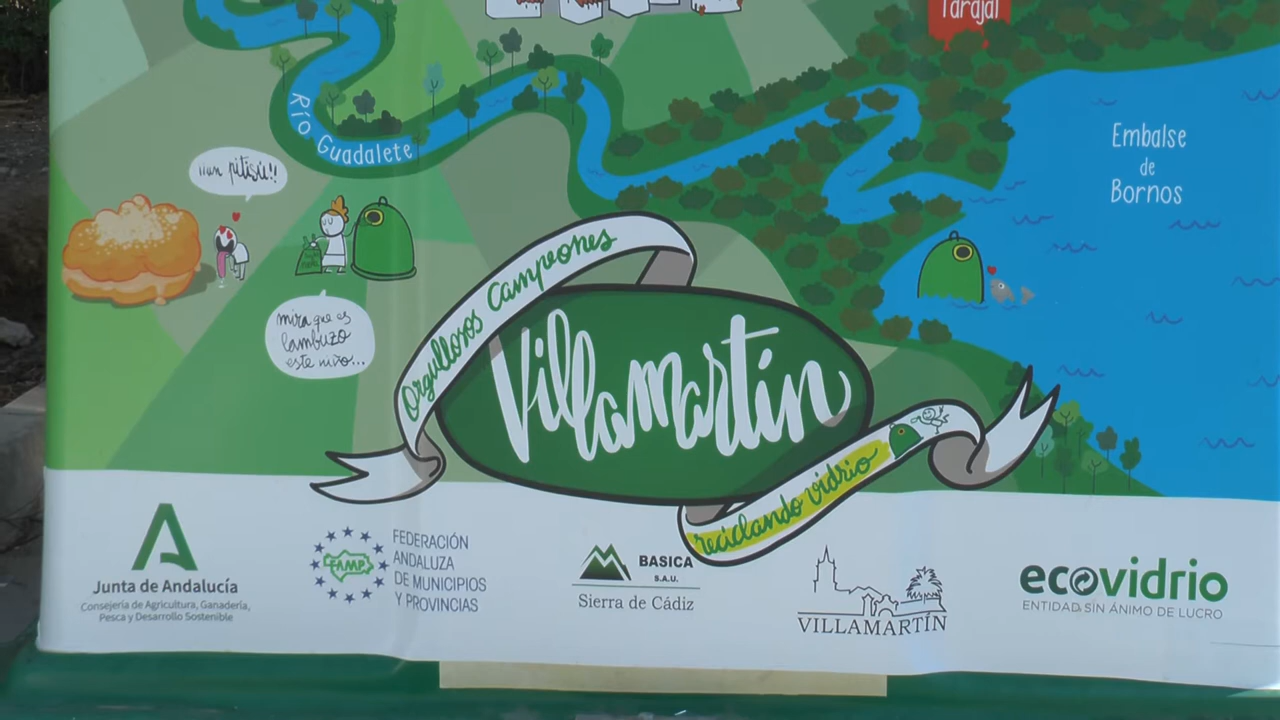 Tarajal
Río Guadalete
Embalse
de
Bornos
¡¡un pitisú!!
mira que es
lambuzo
este niño...
Orgullosos Campeones
Villamartín
reciclando vidrio
Junta de Andalucía
Consejería de Agricultura, Ganadería,
Pesca y Desarrollo Sostenible
FAMP
FEDERACIÓN
ANDALUZA
DE MUNICIPIOS
Y PROVINCIAS
BASICA
S.A.U.
Sierra de Cádiz
VILLAMARTÍN
ecovidrio
ENTIDAD SIN ÁNIMO DE LUCRO